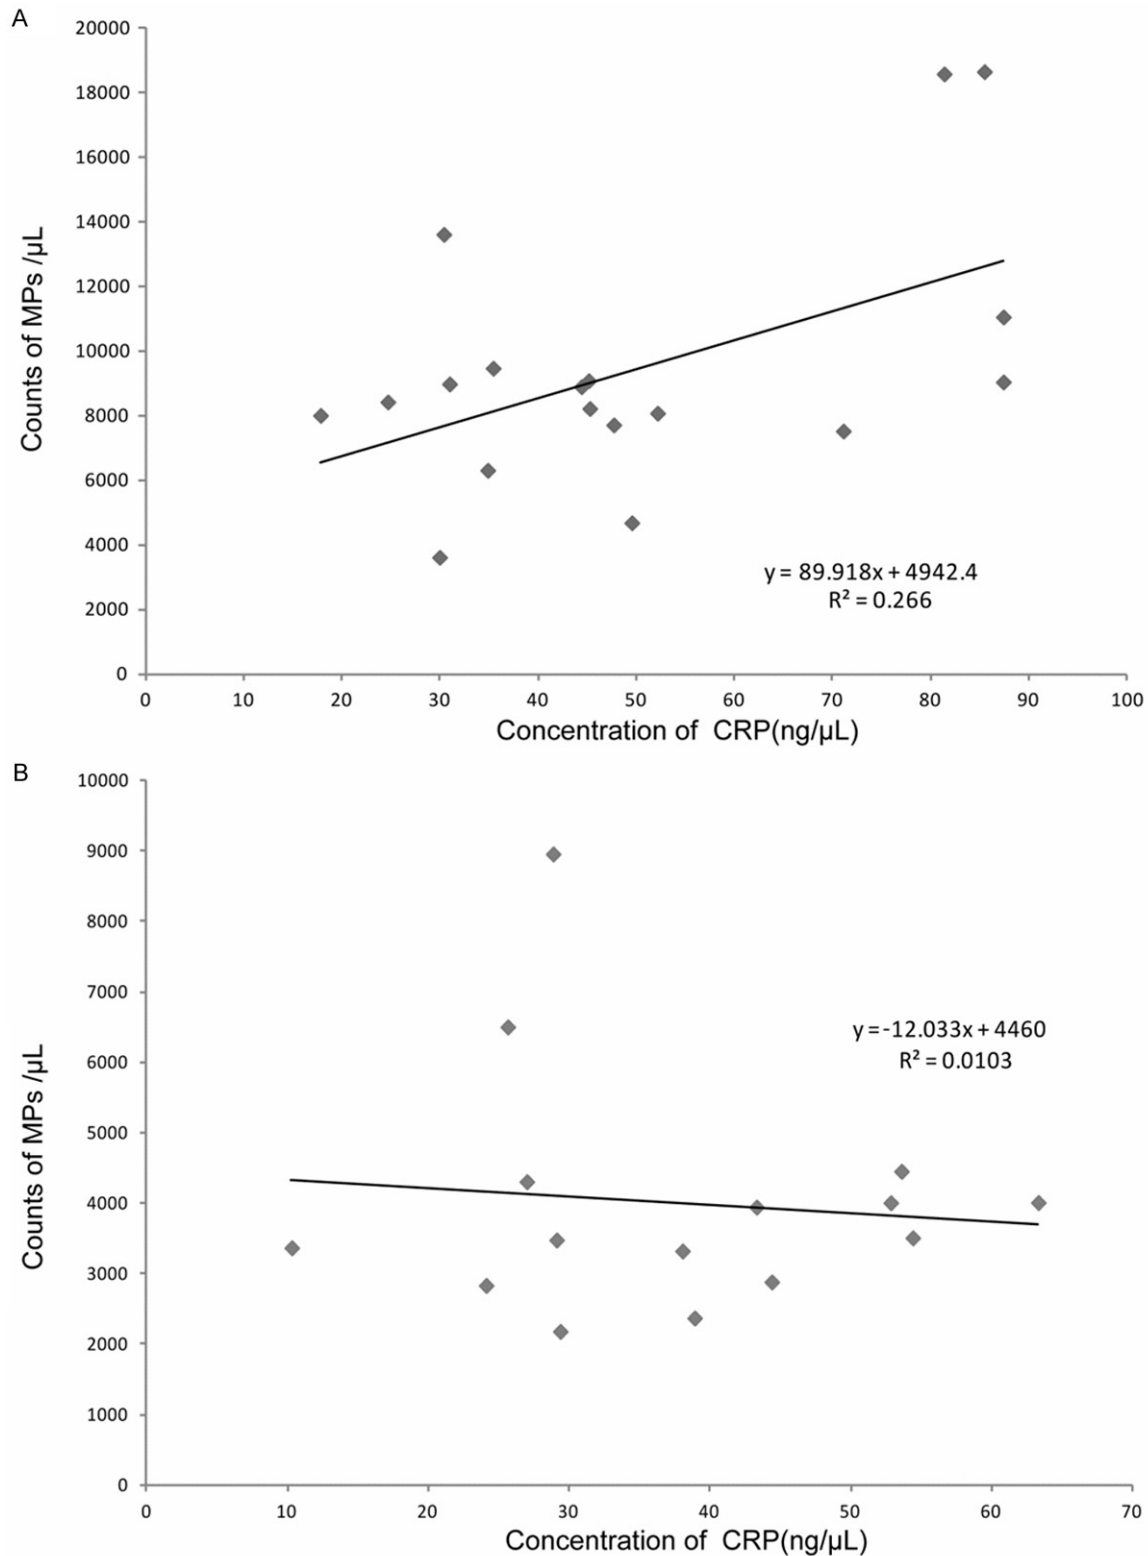 A
20000
18000
16000
14000
12000
10000
8000
6000
4000
2000
0
Counts of MPs /µL
y = 89.918x + 4942.4
R² = 0.266
0 10 20 30 40 50 60 70 80 90 100
Concentration of CRP(ng/µL)
B
10000
9000
8000
7000
6000
5000
4000
3000
2000
1000
0
Counts of MPs /µL
y = -12.033x + 4460
R² = 0.0103
0 10 20 30 40 50 60 70
Concentration of CRP(ng/µL)